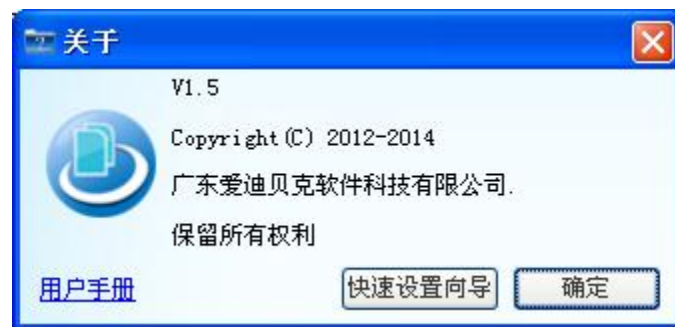 关于
V1.5
Copyright(C) 2012-2014
广东爱迪贝克软件科技有限公司.
保留所有权利
用户手册 快速设置向导 确定